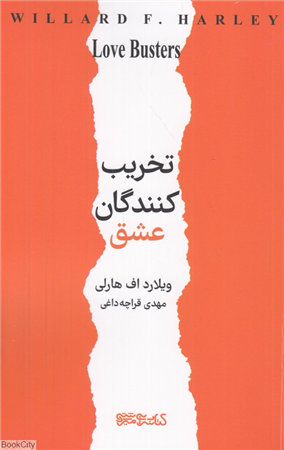 WILLARD F. HARLEY
Love Busters
تخریب
کنندگان
عشق
ویلارد اف هارلی
مهدی قراچه‌داغی
BookCity